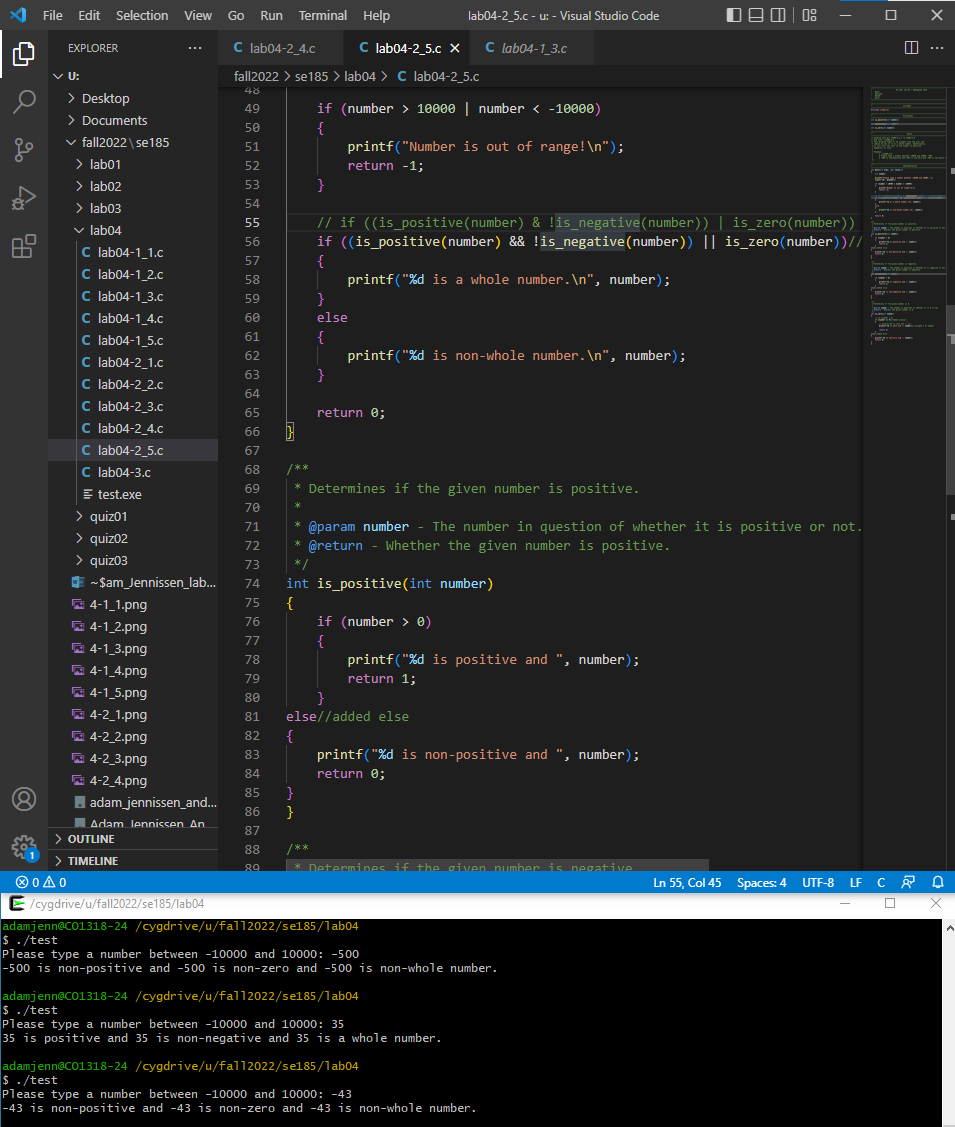 File Edit Selection View Go Run Terminal Help lab04-2_5.c - u: - Visual Studio Code
EXPLORER ···
lab04-2_4.c lab04-2_5.c lab04-1_3.c ···
U:
fall2022 > se185 > lab04 > C lab04-2_5.c
Desktop
Documents
fall2022\se185
lab01
lab02
lab03
lab04
C lab04-1_1.c
C lab04-1_2.c
C lab04-1_3.c
C lab04-1_4.c
C lab04-1_5.c
C lab04-2_1.c
C lab04-2_2.c
C lab04-2_3.c
C lab04-2_4.c
C lab04-2_5.c
C lab04-3.c
test.exe
quiz01
quiz02
quiz03
~$am_Jennissen_lab...
4-1_1.png
4-1_2.png
4-1_3.png
4-1_4.png
4-1_5.png
4-2_1.png
4-2_2.png
4-2_3.png
4-2_4.png
adam_jennissen_and...
Adam_Jennissen_An
OUTLINE
TIMELINE
48
49 if (number > 10000 | number < -10000)
50 {
51 printf("Number is out of range!\n");
52 return -1;
53 }
54
55 // if ((is_positive(number) & !is_negative(number)) | is_zero(number))
56 if ((is_positive(number) && !is_negative(number)) || is_zero(number))//
57 {
58 printf("%d is a whole number.\n", number);
59 }
60 else
61 {
62 printf("%d is non-whole number.\n", number);
63 }
64
65 return 0;
66 }
67
68 /**
69 * Determines if the given number is positive.
70 *
71 * @param number - The number in question of whether it is positive or not.
72 * @return - Whether the given number is positive.
73 */
74 int is_positive(int number)
75 {
76 if (number > 0)
77 {
78 printf("%d is positive and ", number);
79 return 1;
80 }
81 else//added else
82 {
83 printf("%d is non-positive and ", number);
84 return 0;
85 }
86 }
87
88 /**
89 * Determines if the given number is negative
1
0 0 Ln 55, Col 45 Spaces: 4 UTF-8 LF C
/cygdrive/u/fall2022/se185/lab04
adamjenn@CO1318-24 /cygdrive/u/fall2022/se185/lab04
$ ./test
Please type a number between -10000 and 10000: -500
-500 is non-positive and -500 is non-zero and -500 is non-whole number.
adamjenn@CO1318-24 /cygdrive/u/fall2022/se185/lab04
$ ./test
Please type a number between -10000 and 10000: 35
35 is positive and 35 is non-negative and 35 is a whole number.
adamjenn@CO1318-24 /cygdrive/u/fall2022/se185/lab04
$ ./test
Please type a number between -10000 and 10000: -43
-43 is non-positive and -43 is non-zero and -43 is non-whole number.